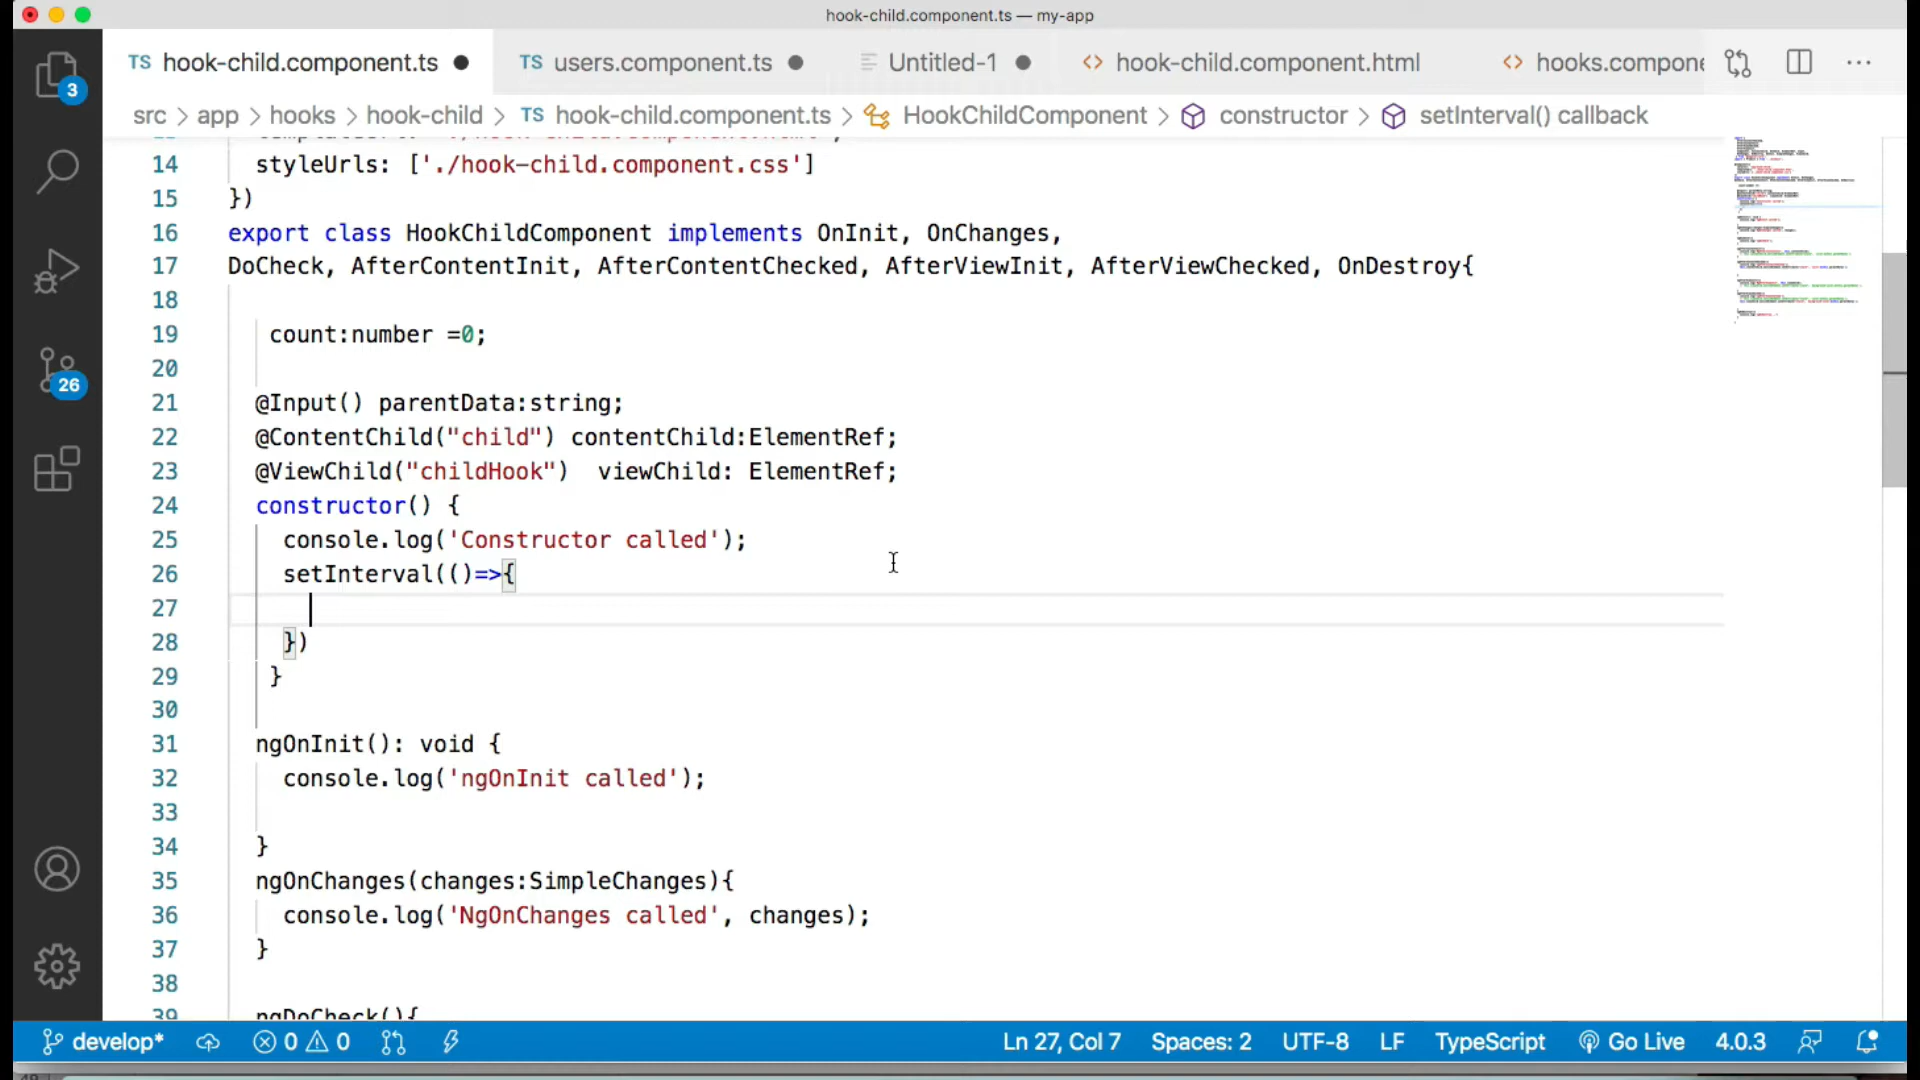 hook-child.component.ts — my-app
TS hook-child.component.ts
TS users.component.ts
Untitled-1
<> hook-child.component.html
<> hooks.compone
src > app > hooks > hook-child > TS hook-child.component.ts > HookChildComponent > constructor > setInterval() callback
3
26
14 styleUrls: ['./hook-child.component.css']
15 })
16 export class HookChildComponent implements OnInit, OnChanges,
17 DoCheck, AfterContentInit, AfterContentChecked, AfterViewInit, AfterViewChecked, OnDestroy{
18
19 count:number =0;
20
21 @Input() parentData:string;
22 @ContentChild("child") contentChild:ElementRef;
23 @ViewChild("childHook")  viewChild: ElementRef;
24 constructor() {
25 console.log('Constructor called');
26 setInterval(()=>{
27
28 })
29 }
30
31 ngOnInit(): void {
32 console.log('ngOnInit called');
33
34 }
35 ngOnChanges(changes:SimpleChanges){
36 console.log('NgOnChanges called', changes);
37 }
38
39 ngDoCheck(){
develop* 0 0 Ln 27, Col 7 Spaces: 2 UTF-8 LF TypeScript Go Live 4.0.3